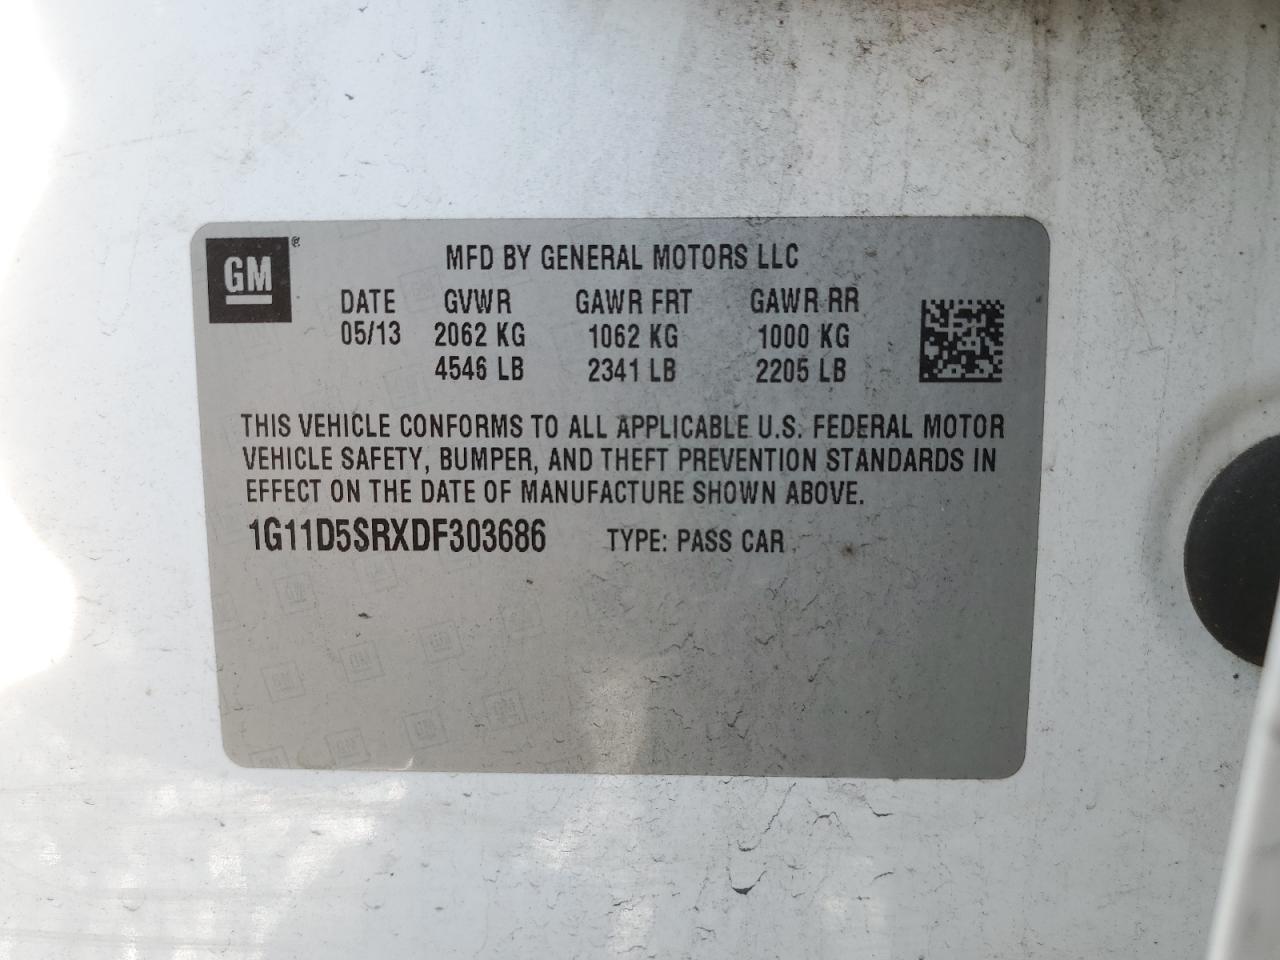 GM®
MFD BY GENERAL MOTORS LLC
DATE GVWR GAWR FRT GAWR RR
05/13 2062 KG 1062 KG 1000 KG
4546 LB 2341 LB 2205 LB
THIS VEHICLE CONFORMS TO ALL APPLICABLE U.S. FEDERAL MOTOR
VEHICLE SAFETY, BUMPER, AND THEFT PREVENTION STANDARDS IN
EFFECT ON THE DATE OF MANUFACTURE SHOWN ABOVE.
1G11D5SRXDF303686 TYPE: PASS CAR